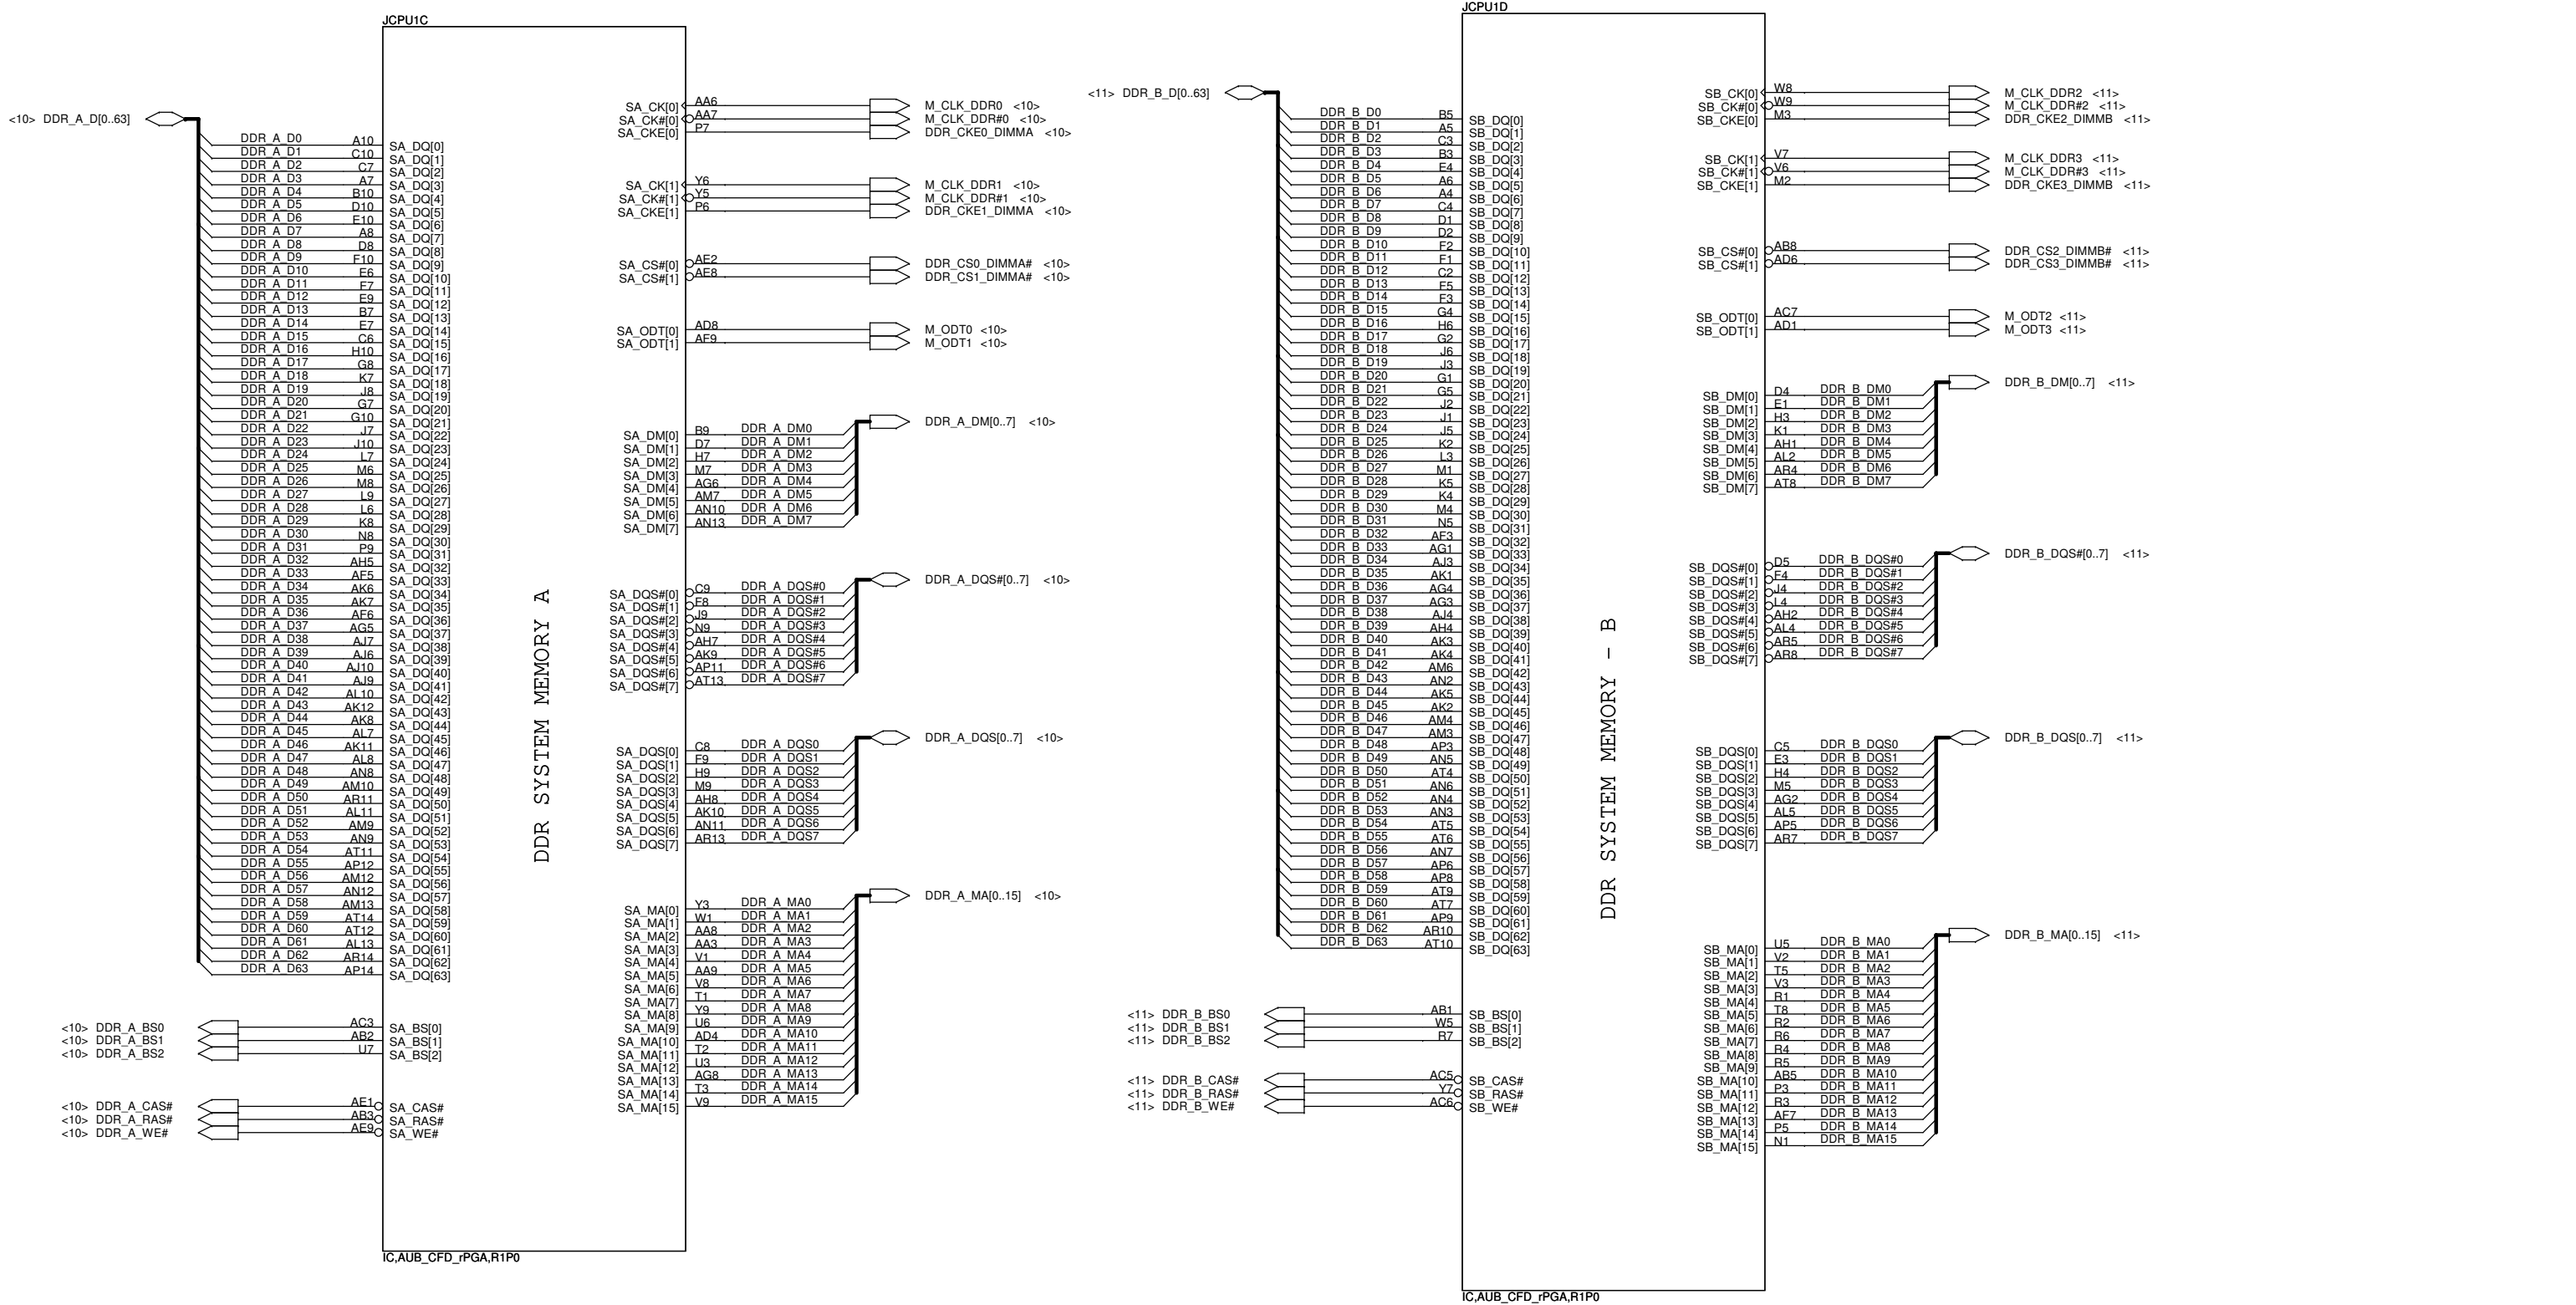 JCPU1C
<10> DDR_A_D[0..63]
DDR_A_D0 A10 SA_DQ[0]
DDR_A_D1 C10 SA_DQ[1]
DDR_A_D2 C7 SA_DQ[2]
DDR_A_D3 A7 SA_DQ[3]
DDR_A_D4 B10 SA_DQ[4]
DDR_A_D5 D10 SA_DQ[5]
DDR_A_D6 E10 SA_DQ[6]
DDR_A_D7 A8 SA_DQ[7]
DDR_A_D8 D8 SA_DQ[8]
DDR_A_D9 F10 SA_DQ[9]
DDR_A_D10 E6 SA_DQ[10]
DDR_A_D11 F7 SA_DQ[11]
DDR_A_D12 E9 SA_DQ[12]
DDR_A_D13 B7 SA_DQ[13]
DDR_A_D14 E7 SA_DQ[14]
DDR_A_D15 C6 SA_DQ[15]
DDR_A_D16 H10 SA_DQ[16]
DDR_A_D17 G8 SA_DQ[17]
DDR_A_D18 K7 SA_DQ[18]
DDR_A_D19 J8 SA_DQ[19]
DDR_A_D20 G7 SA_DQ[20]
DDR_A_D21 G10 SA_DQ[21]
DDR_A_D22 J7 SA_DQ[22]
DDR_A_D23 J10 SA_DQ[23]
DDR_A_D24 L7 SA_DQ[24]
DDR_A_D25 M6 SA_DQ[25]
DDR_A_D26 M8 SA_DQ[26]
DDR_A_D27 L9 SA_DQ[27]
DDR_A_D28 L6 SA_DQ[28]
DDR_A_D29 K8 SA_DQ[29]
DDR_A_D30 N8 SA_DQ[30]
DDR_A_D31 P9 SA_DQ[31]
DDR_A_D32 AH5 SA_DQ[32]
DDR_A_D33 AF5 SA_DQ[33]
DDR_A_D34 AK6 SA_DQ[34]
DDR_A_D35 AK7 SA_DQ[35]
DDR_A_D36 AF6 SA_DQ[36]
DDR_A_D37 AG5 SA_DQ[37]
DDR_A_D38 AJ7 SA_DQ[38]
DDR_A_D39 AJ6 SA_DQ[39]
DDR_A_D40 AJ10 SA_DQ[40]
DDR_A_D41 AJ9 SA_DQ[41]
DDR_A_D42 AL10 SA_DQ[42]
DDR_A_D43 AK12 SA_DQ[43]
DDR_A_D44 AK8 SA_DQ[44]
DDR_A_D45 AL7 SA_DQ[45]
DDR_A_D46 AK11 SA_DQ[46]
DDR_A_D47 AL8 SA_DQ[47]
DDR_A_D48 AN8 SA_DQ[48]
DDR_A_D49 AM10 SA_DQ[49]
DDR_A_D50 AR11 SA_DQ[50]
DDR_A_D51 AL11 SA_DQ[51]
DDR_A_D52 AM9 SA_DQ[52]
DDR_A_D53 AN9 SA_DQ[53]
DDR_A_D54 AT11 SA_DQ[54]
DDR_A_D55 AP12 SA_DQ[55]
DDR_A_D56 AM12 SA_DQ[56]
DDR_A_D57 AN12 SA_DQ[57]
DDR_A_D58 AM13 SA_DQ[58]
DDR_A_D59 AT14 SA_DQ[59]
DDR_A_D60 AT12 SA_DQ[60]
DDR_A_D61 AL13 SA_DQ[61]
DDR_A_D62 AR14 SA_DQ[62]
DDR_A_D63 AP14 SA_DQ[63]
<10> DDR_A_BS0 AC3 SA_BS[0]
<10> DDR_A_BS1 AB2 SA_BS[1]
<10> DDR_A_BS2 U7 SA_BS[2]
<10> DDR_A_CAS# AE1 SA_CAS#
<10> DDR_A_RAS# AB3 SA_RAS#
<10> DDR_A_WE# AE9 SA_WE#
DDR SYSTEM MEMORY A
SA_CK[0] AA6 M_CLK_DDR0 <10>
SA_CK#[0] AA7 M_CLK_DDR#0 <10>
SA_CKE[0] P7 DDR_CKE0_DIMMA <10>
SA_CK[1] Y6 M_CLK_DDR1 <10>
SA_CK#[1] Y5 M_CLK_DDR#1 <10>
SA_CKE[1] P6 DDR_CKE1_DIMMA <10>
SA_CS#[0] AE2 DDR_CS0_DIMMA# <10>
SA_CS#[1] AE8 DDR_CS1_DIMMA# <10>
SA_ODT[0] AD8 M_ODT0 <10>
SA_ODT[1] AF9 M_ODT1 <10>
DDR_A_DM[0..7] <10>
SA_DM[0] B9 DDR_A_DM0
SA_DM[1] D7 DDR_A_DM1
SA_DM[2] H7 DDR_A_DM2
SA_DM[3] M7 DDR_A_DM3
SA_DM[4] AG6 DDR_A_DM4
SA_DM[5] AM7 DDR_A_DM5
SA_DM[6] AN10 DDR_A_DM6
SA_DM[7] AN13 DDR_A_DM7
DDR_A_DQS#[0..7] <10>
SA_DQS#[0] C9 DDR_A_DQS#0
SA_DQS#[1] F8 DDR_A_DQS#1
SA_DQS#[2] J9 DDR_A_DQS#2
SA_DQS#[3] N9 DDR_A_DQS#3
SA_DQS#[4] AH7 DDR_A_DQS#4
SA_DQS#[5] AK9 DDR_A_DQS#5
SA_DQS#[6] AP11 DDR_A_DQS#6
SA_DQS#[7] AT13 DDR_A_DQS#7
DDR_A_DQS[0..7] <10>
SA_DQS[0] C8 DDR_A_DQS0
SA_DQS[1] F9 DDR_A_DQS1
SA_DQS[2] H9 DDR_A_DQS2
SA_DQS[3] M9 DDR_A_DQS3
SA_DQS[4] AH8 DDR_A_DQS4
SA_DQS[5] AK10 DDR_A_DQS5
SA_DQS[6] AN11 DDR_A_DQS6
SA_DQS[7] AR13 DDR_A_DQS7
DDR_A_MA[0..15] <10>
SA_MA[0] Y3 DDR_A_MA0
SA_MA[1] W1 DDR_A_MA1
SA_MA[2] AA8 DDR_A_MA2
SA_MA[3] AA3 DDR_A_MA3
SA_MA[4] V1 DDR_A_MA4
SA_MA[5] AA9 DDR_A_MA5
SA_MA[6] V8 DDR_A_MA6
SA_MA[7] T1 DDR_A_MA7
SA_MA[8] Y9 DDR_A_MA8
SA_MA[9] U6 DDR_A_MA9
SA_MA[10] AD4 DDR_A_MA10
SA_MA[11] T2 DDR_A_MA11
SA_MA[12] U3 DDR_A_MA12
SA_MA[13] AG8 DDR_A_MA13
SA_MA[14] T3 DDR_A_MA14
SA_MA[15] V9 DDR_A_MA15
IC,AUB_CFD_rPGA,R1P0
JCPU1D
<11> DDR_B_D[0..63]
DDR_B_D0 B5 SB_DQ[0]
DDR_B_D1 A5 SB_DQ[1]
DDR_B_D2 C3 SB_DQ[2]
DDR_B_D3 B3 SB_DQ[3]
DDR_B_D4 E4 SB_DQ[4]
DDR_B_D5 A6 SB_DQ[5]
DDR_B_D6 A4 SB_DQ[6]
DDR_B_D7 C4 SB_DQ[7]
DDR_B_D8 D1 SB_DQ[8]
DDR_B_D9 D2 SB_DQ[9]
DDR_B_D10 F2 SB_DQ[10]
DDR_B_D11 F1 SB_DQ[11]
DDR_B_D12 C2 SB_DQ[12]
DDR_B_D13 F5 SB_DQ[13]
DDR_B_D14 F3 SB_DQ[14]
DDR_B_D15 G4 SB_DQ[15]
DDR_B_D16 H6 SB_DQ[16]
DDR_B_D17 G2 SB_DQ[17]
DDR_B_D18 J6 SB_DQ[18]
DDR_B_D19 J3 SB_DQ[19]
DDR_B_D20 G1 SB_DQ[20]
DDR_B_D21 G5 SB_DQ[21]
DDR_B_D22 J2 SB_DQ[22]
DDR_B_D23 J1 SB_DQ[23]
DDR_B_D24 J5 SB_DQ[24]
DDR_B_D25 K2 SB_DQ[25]
DDR_B_D26 L3 SB_DQ[26]
DDR_B_D27 M1 SB_DQ[27]
DDR_B_D28 K5 SB_DQ[28]
DDR_B_D29 K4 SB_DQ[29]
DDR_B_D30 M4 SB_DQ[30]
DDR_B_D31 N5 SB_DQ[31]
DDR_B_D32 AF3 SB_DQ[32]
DDR_B_D33 AG1 SB_DQ[33]
DDR_B_D34 AJ3 SB_DQ[34]
DDR_B_D35 AK1 SB_DQ[35]
DDR_B_D36 AG4 SB_DQ[36]
DDR_B_D37 AG3 SB_DQ[37]
DDR_B_D38 AJ4 SB_DQ[38]
DDR_B_D39 AH4 SB_DQ[39]
DDR_B_D40 AK3 SB_DQ[40]
DDR_B_D41 AK4 SB_DQ[41]
DDR_B_D42 AM6 SB_DQ[42]
DDR_B_D43 AN2 SB_DQ[43]
DDR_B_D44 AK5 SB_DQ[44]
DDR_B_D45 AK2 SB_DQ[45]
DDR_B_D46 AM4 SB_DQ[46]
DDR_B_D47 AM3 SB_DQ[47]
DDR_B_D48 AP3 SB_DQ[48]
DDR_B_D49 AN5 SB_DQ[49]
DDR_B_D50 AT4 SB_DQ[50]
DDR_B_D51 AN6 SB_DQ[51]
DDR_B_D52 AN4 SB_DQ[52]
DDR_B_D53 AN3 SB_DQ[53]
DDR_B_D54 AT5 SB_DQ[54]
DDR_B_D55 AT6 SB_DQ[55]
DDR_B_D56 AN7 SB_DQ[56]
DDR_B_D57 AP6 SB_DQ[57]
DDR_B_D58 AP8 SB_DQ[58]
DDR_B_D59 AT9 SB_DQ[59]
DDR_B_D60 AT7 SB_DQ[60]
DDR_B_D61 AP9 SB_DQ[61]
DDR_B_D62 AR10 SB_DQ[62]
DDR_B_D63 AT10 SB_DQ[63]
<11> DDR_B_BS0 AB1 SB_BS[0]
<11> DDR_B_BS1 W5 SB_BS[1]
<11> DDR_B_BS2 R7 SB_BS[2]
<11> DDR_B_CAS# AC5 SB_CAS#
<11> DDR_B_RAS# Y7 SB_RAS#
<11> DDR_B_WE# AC6 SB_WE#
DDR SYSTEM MEMORY - B
SB_CK[0] W8 M_CLK_DDR2 <11>
SB_CK#[0] W9 M_CLK_DDR#2 <11>
SB_CKE[0] M3 DDR_CKE2_DIMMB <11>
SB_CK[1] V7 M_CLK_DDR3 <11>
SB_CK#[1] V6 M_CLK_DDR#3 <11>
SB_CKE[1] M2 DDR_CKE3_DIMMB <11>
SB_CS#[0] AB8 DDR_CS2_DIMMB# <11>
SB_CS#[1] AD6 DDR_CS3_DIMMB# <11>
SB_ODT[0] AC7 M_ODT2 <11>
SB_ODT[1] AD1 M_ODT3 <11>
DDR_B_DM[0..7] <11>
SB_DM[0] D4 DDR_B_DM0
SB_DM[1] E1 DDR_B_DM1
SB_DM[2] H3 DDR_B_DM2
SB_DM[3] K1 DDR_B_DM3
SB_DM[4] AH1 DDR_B_DM4
SB_DM[5] AL2 DDR_B_DM5
SB_DM[6] AR4 DDR_B_DM6
SB_DM[7] AT8 DDR_B_DM7
DDR_B_DQS#[0..7] <11>
SB_DQS#[0] D5 DDR_B_DQS#0
SB_DQS#[1] F4 DDR_B_DQS#1
SB_DQS#[2] J4 DDR_B_DQS#2
SB_DQS#[3] L4 DDR_B_DQS#3
SB_DQS#[4] AH2 DDR_B_DQS#4
SB_DQS#[5] AL4 DDR_B_DQS#5
SB_DQS#[6] AR5 DDR_B_DQS#6
SB_DQS#[7] AR8 DDR_B_DQS#7
DDR_B_DQS[0..7] <11>
SB_DQS[0] C5 DDR_B_DQS0
SB_DQS[1] E3 DDR_B_DQS1
SB_DQS[2] H4 DDR_B_DQS2
SB_DQS[3] M5 DDR_B_DQS3
SB_DQS[4] AG2 DDR_B_DQS4
SB_DQS[5] AL5 DDR_B_DQS5
SB_DQS[6] AP5 DDR_B_DQS6
SB_DQS[7] AR7 DDR_B_DQS7
DDR_B_MA[0..15] <11>
SB_MA[0] U5 DDR_B_MA0
SB_MA[1] V2 DDR_B_MA1
SB_MA[2] T5 DDR_B_MA2
SB_MA[3] V3 DDR_B_MA3
SB_MA[4] R1 DDR_B_MA4
SB_MA[5] T8 DDR_B_MA5
SB_MA[6] R2 DDR_B_MA6
SB_MA[7] R6 DDR_B_MA7
SB_MA[8] R4 DDR_B_MA8
SB_MA[9] R5 DDR_B_MA9
SB_MA[10] AB5 DDR_B_MA10
SB_MA[11] P3 DDR_B_MA11
SB_MA[12] R3 DDR_B_MA12
SB_MA[13] AF7 DDR_B_MA13
SB_MA[14] P5 DDR_B_MA14
SB_MA[15] N1 DDR_B_MA15
IC,AUB_CFD_rPGA,R1P0